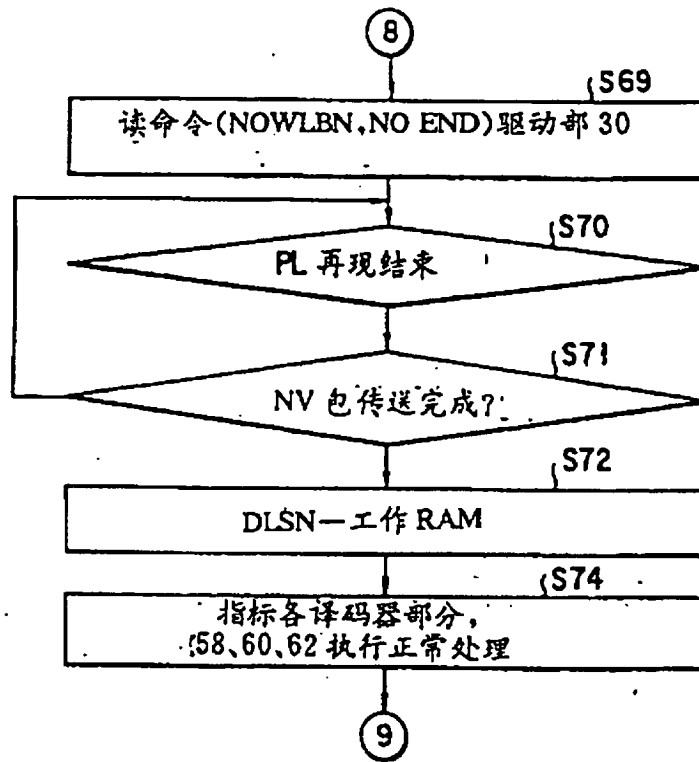 8
S69
读命令(NOWLBN,NO END)驱动部 30
S70
PL 再现结束
S71
NV 包传送完成?
S72
DLSN—工作 RAM
S74
指标各译码器部分,
58、60、62 执行正常处理
9